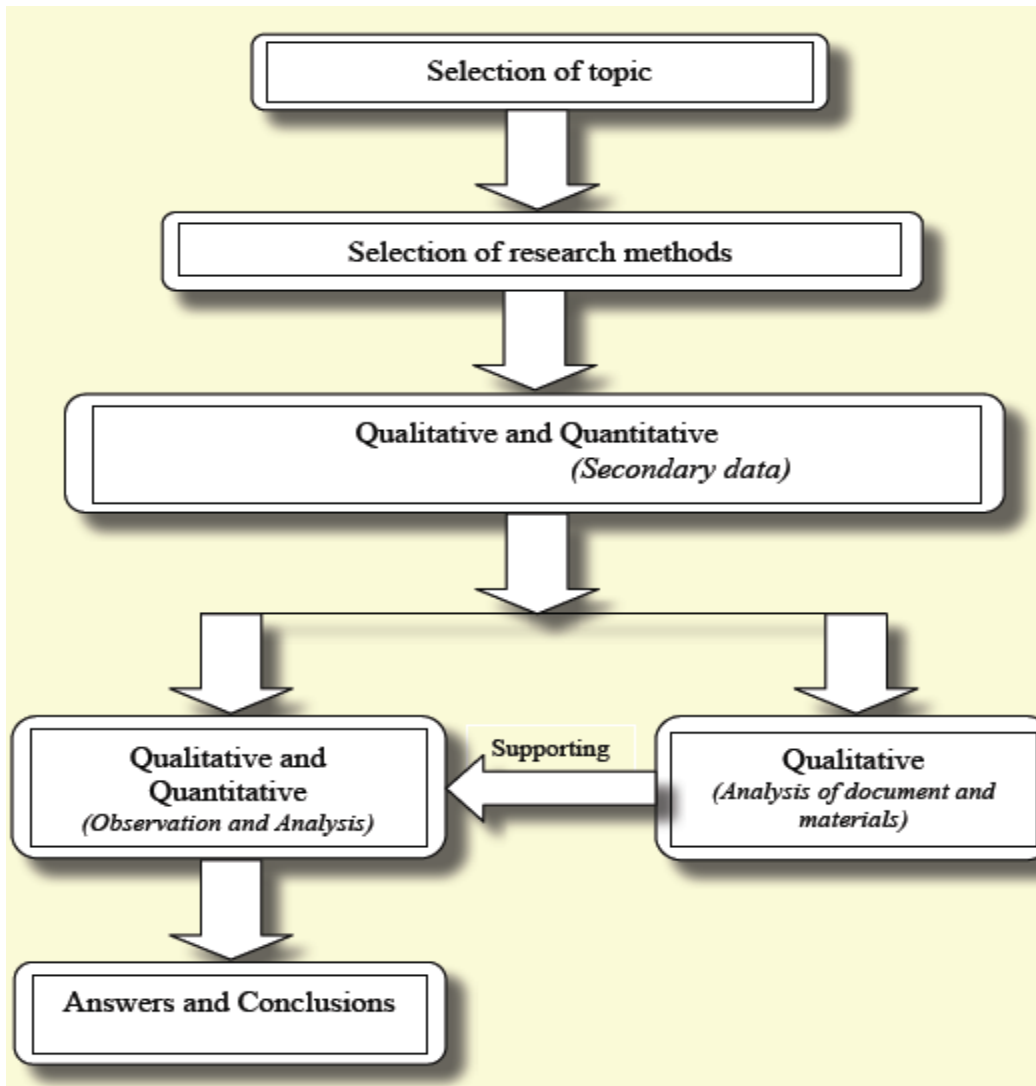 Selection of topic
Selection of research methods
Qualitative and Quantitative
(Secondary data)
Qualitative and
Quantitative
(Observation and Analysis)
Supporting
Qualitative
(Analysis of document and
materials)
Answers and Conclusions